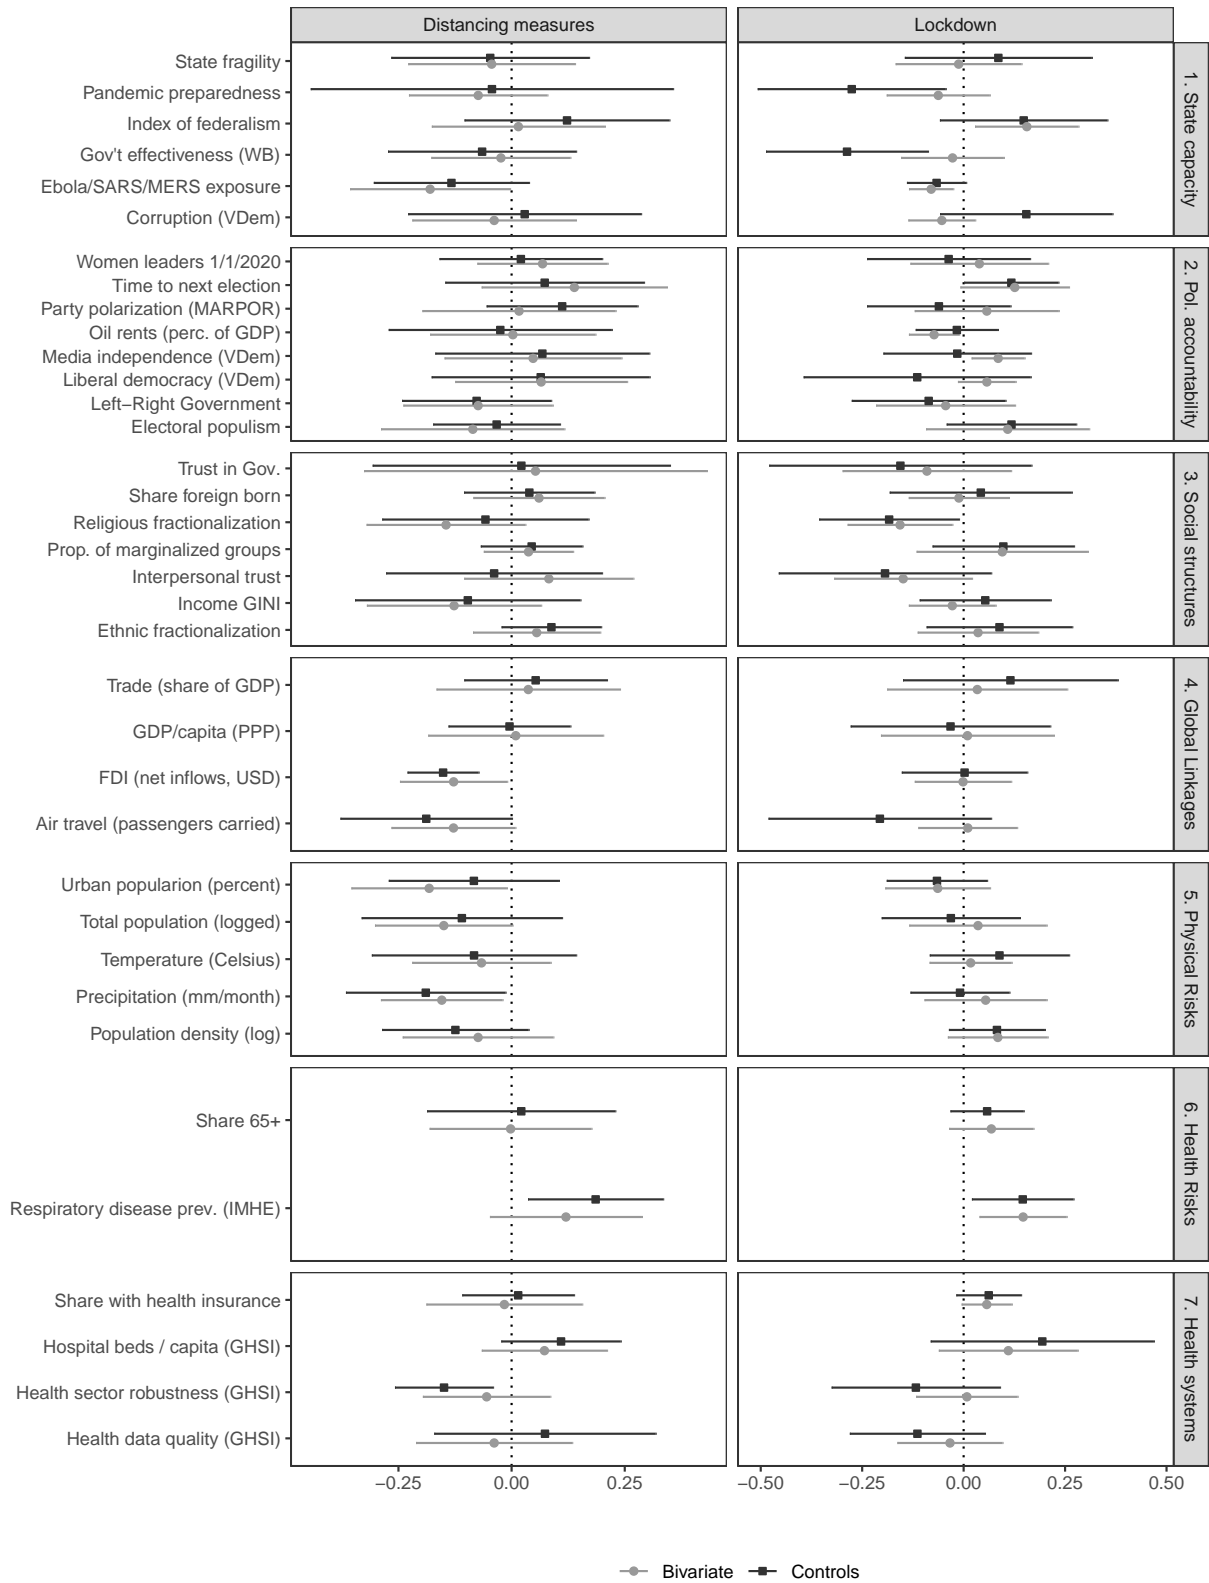 Distancing measures
Lockdown
State fragility
Pandemic preparedness
Index of federalism
Gov't effectiveness (WB)
Ebola/SARS/MERS exposure
Corruption (VDem)
1. State capacity
Women leaders 1/1/2020
Time to next election
Party polarization (MARPOR)
Oil rents (perc. of GDP)
Media independence (VDem)
Liberal democracy (VDem)
Left−Right Government
Electoral populism
2. Pol. accountability
Trust in Gov.
Share foreign born
Religious fractionalization
Prop. of marginalized groups
Interpersonal trust
Income GINI
Ethnic fractionalization
3. Social structures
Trade (share of GDP)
GDP/capita (PPP)
FDI (net inflows, USD)
Air travel (passengers carried)
4. Global Linkages
Urban popularion (percent)
Total population (logged)
Temperature (Celsius)
Precipitation (mm/month)
Population density (log)
5. Physical Risks
Share 65+
Respiratory disease prev. (IMHE)
6. Health Risks
Share with health insurance
Hospital beds / capita (GHSI)
Health sector robustness (GHSI)
Health data quality (GHSI)
7. Health systems
−0.25 0.00 0.25
−0.50 −0.25 0.00 0.25 0.50
Bivariate Controls